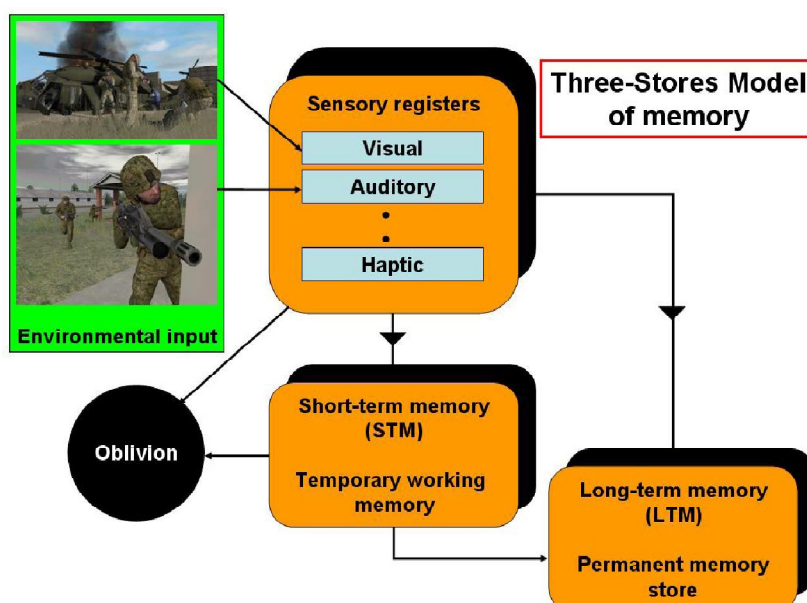 Three-Stores Model
of memory
Sensory registers
Visual
Auditory
Haptic
Environmental input
Oblivion
Short-term memory
(STM)
Temporary working
memory
Long-term memory
(LTM)
Permanent memory
store